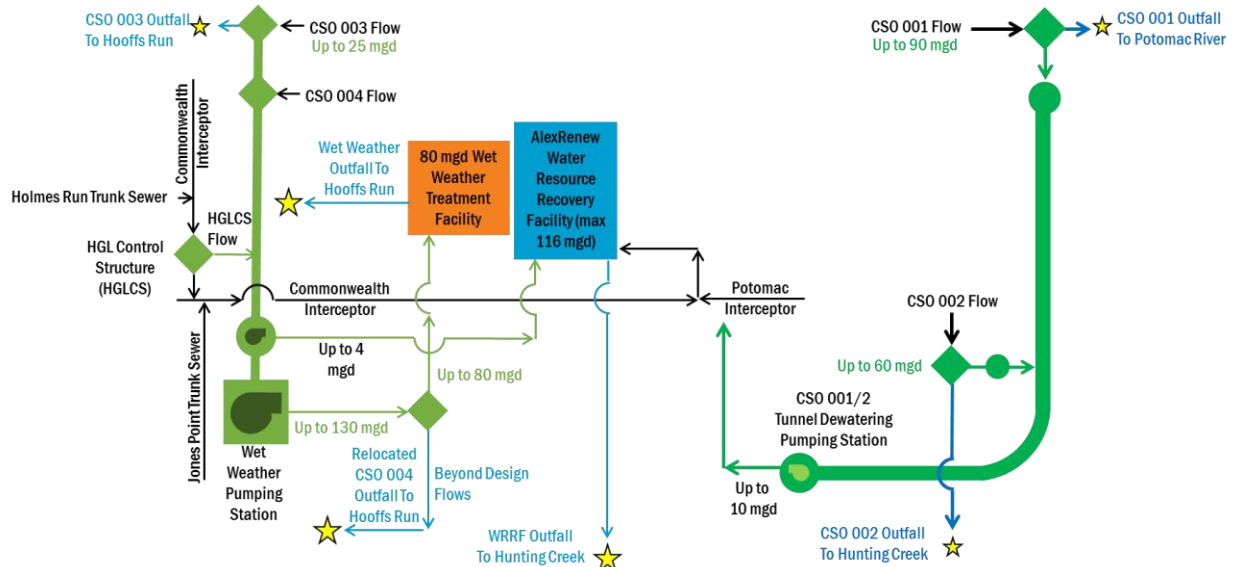 CSO 003 Outfall
To Hooffs Run
CSO 003 Flow
Up to 25 mgd
CSO 004 Flow
CSO 001 Flow
Up to 90 mgd
CSO 001 Outfall
To Potomac River
Commonwealth
Interceptor
Holmes Run Trunk Sewer
HGLCS
Flow
HGL Control
Structure
(HGLCS)
Wet Weather
Outfall To
Hooffs Run
80 mgd Wet
Weather
Treatment
Facility
AlexRenew
Water
Resource
Recovery
Facility (max
116 mgd)
Commonwealth
Interceptor
Potomac
Interceptor
CSO 002 Flow
Jones Point Trunk Sewer
Up to 4
mgd
Up to 80 mgd
Up to 60 mgd
Up to 130 mgd
CSO 001/2
Tunnel Dewatering
Pumping Station
Wet
Weather
Pumping
Station
Relocated
CSO 004
Outfall To
Hooffs Run
Beyond Design
Flows
Up to
10 mgd
WRRF Outfall
To Hunting Creek
CSO 002 Outfall
To Hunting Creek